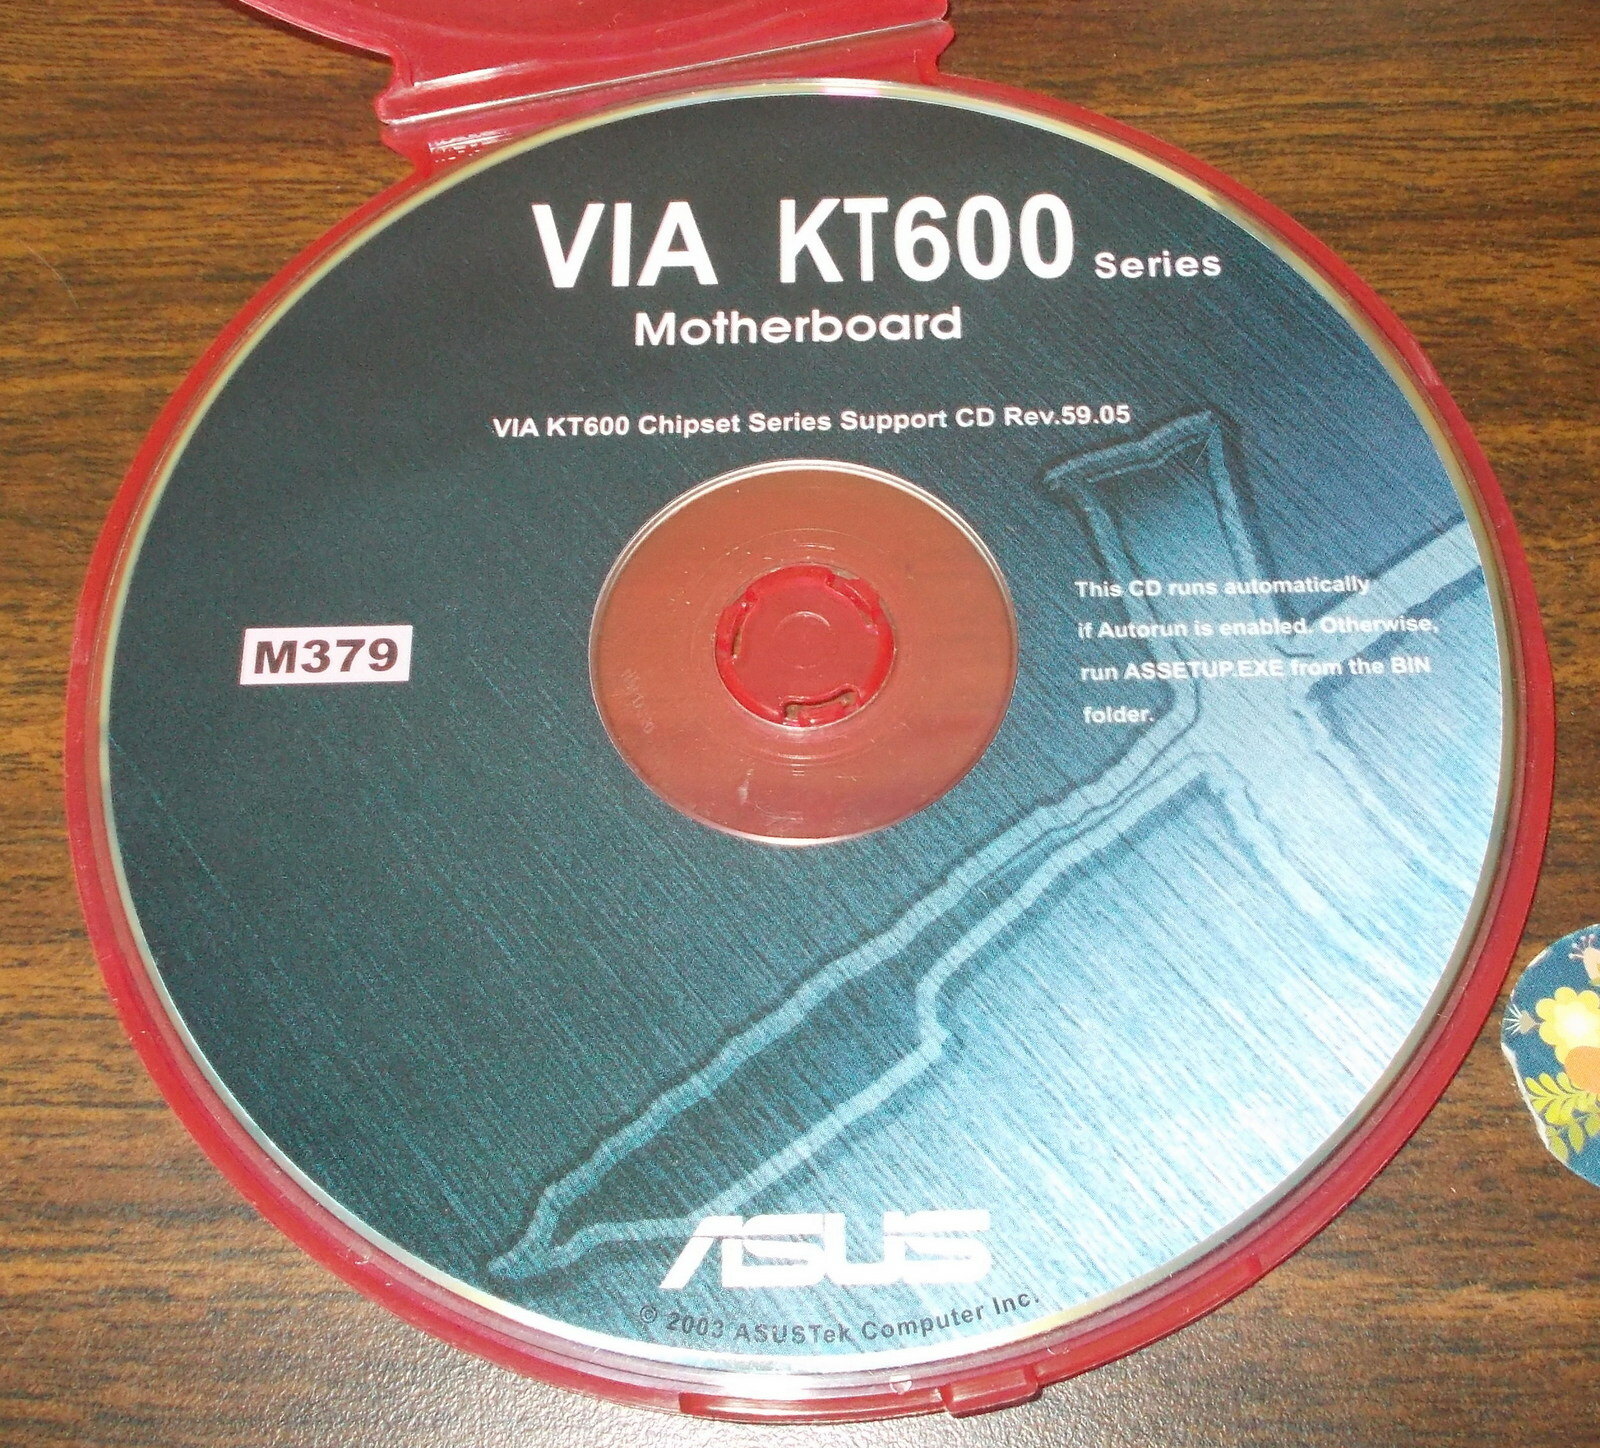 VIA KT600 Series
Motherboard
VIA KT600 Chipset Series Support CD Rev.59.05
M379
This CD runs automatically
if Autorun is enabled. Otherwise,
run ASSETUP.EXE from the BIN
folder.
ASUS
© 2003 ASUSTek Computer Inc.